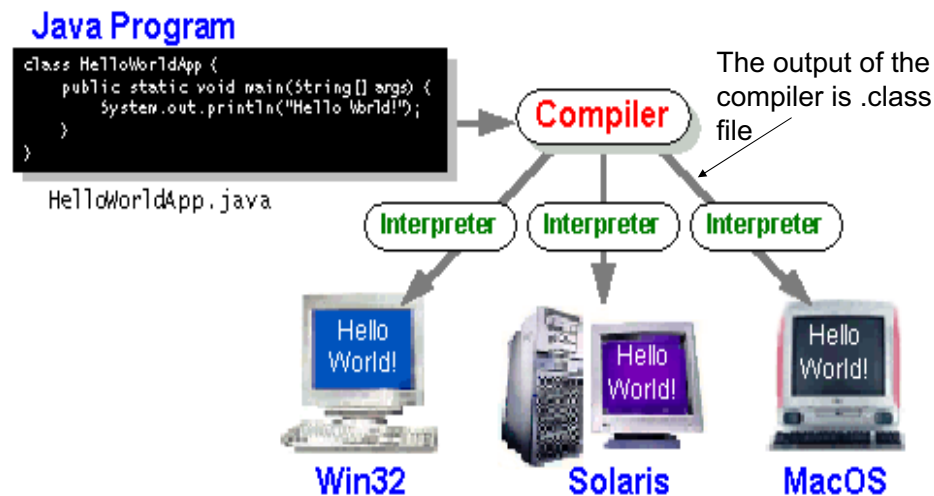 Java Program
class HelloWorldApp {
public static void main(String[] args) {
System.out.println("Hello World!");
}
}
HelloWorldApp.java
The output of the
compiler is .class
file
Compiler
Interpreter
Interpreter
Interpreter
Hello
World!
Hello
World!
Hello
World!
Win32
Solaris
MacOS